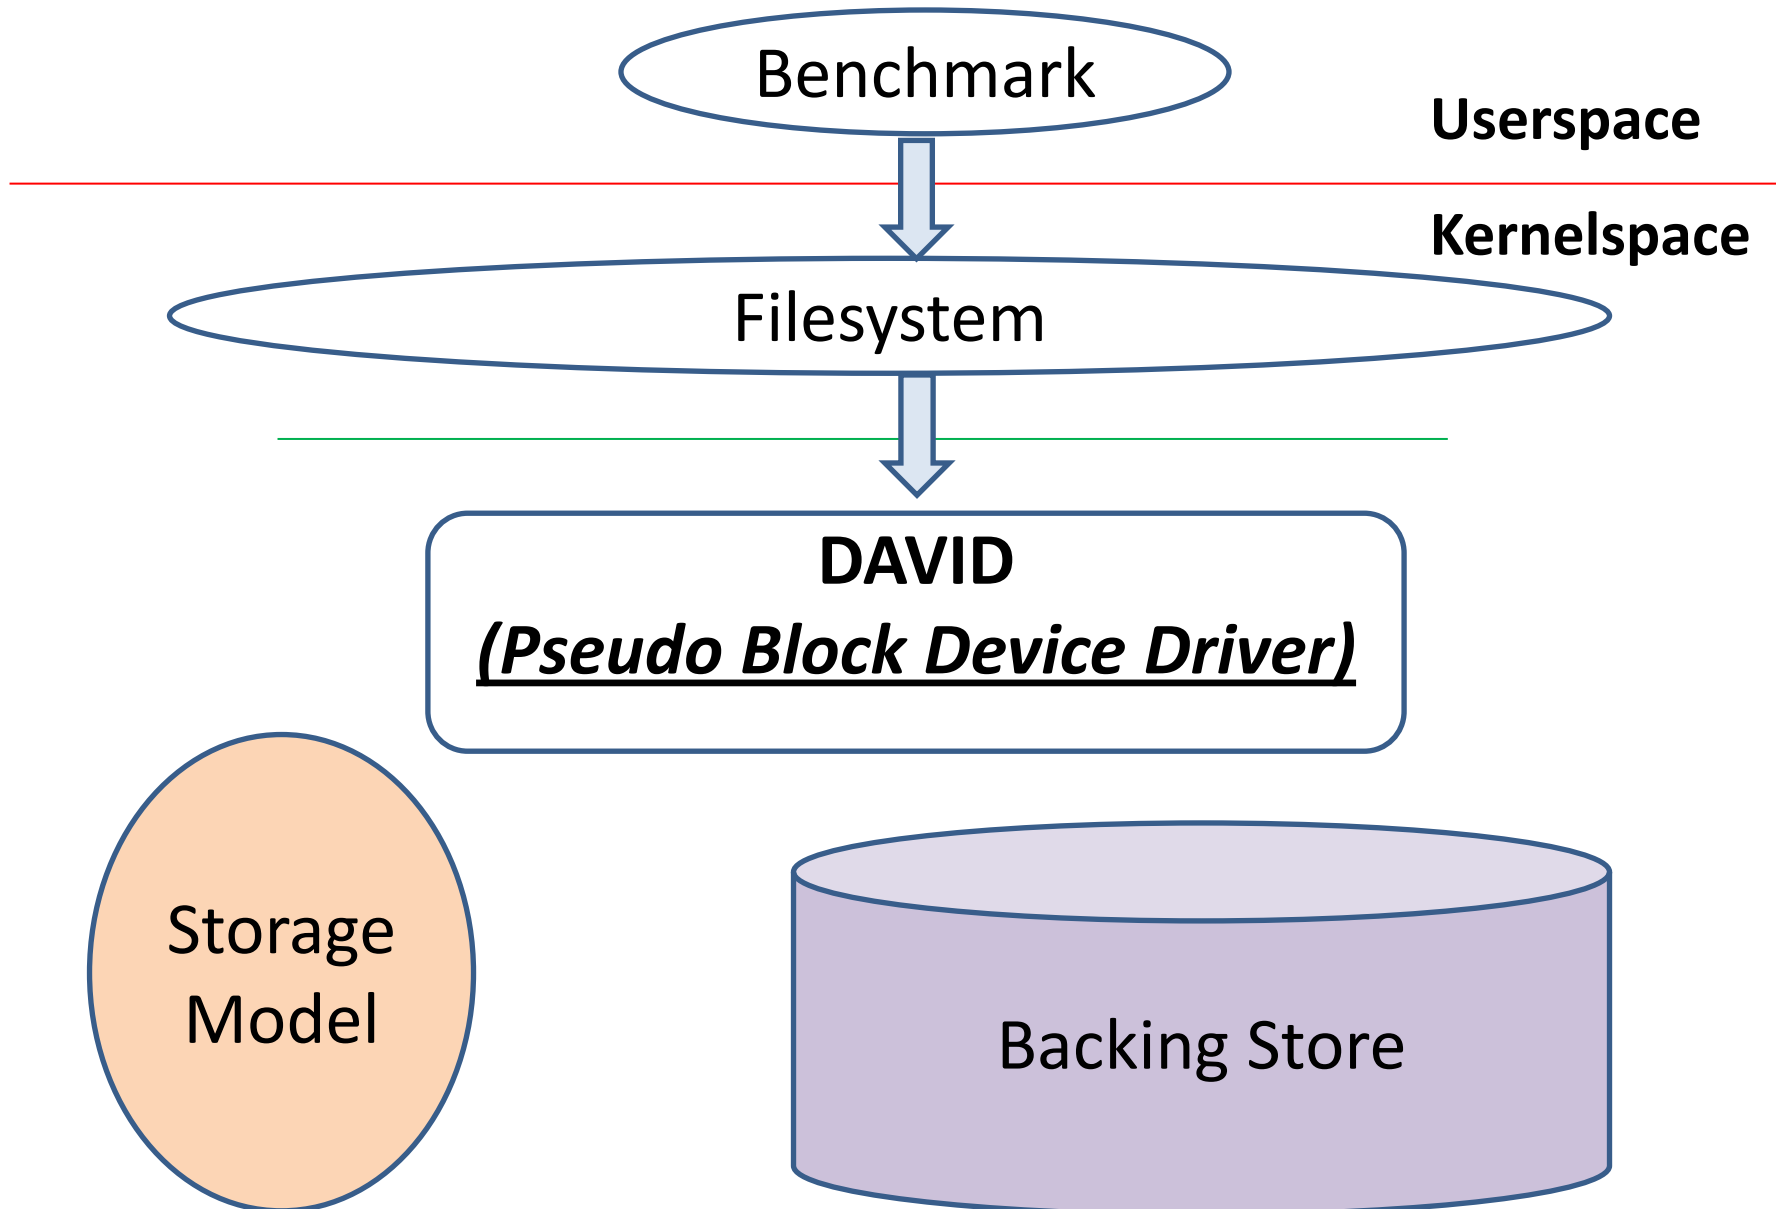 Benchmark
Userspace
Kernelspace
Filesystem
DAVID
(Pseudo Block Device Driver)
Storage
Model
Backing Store